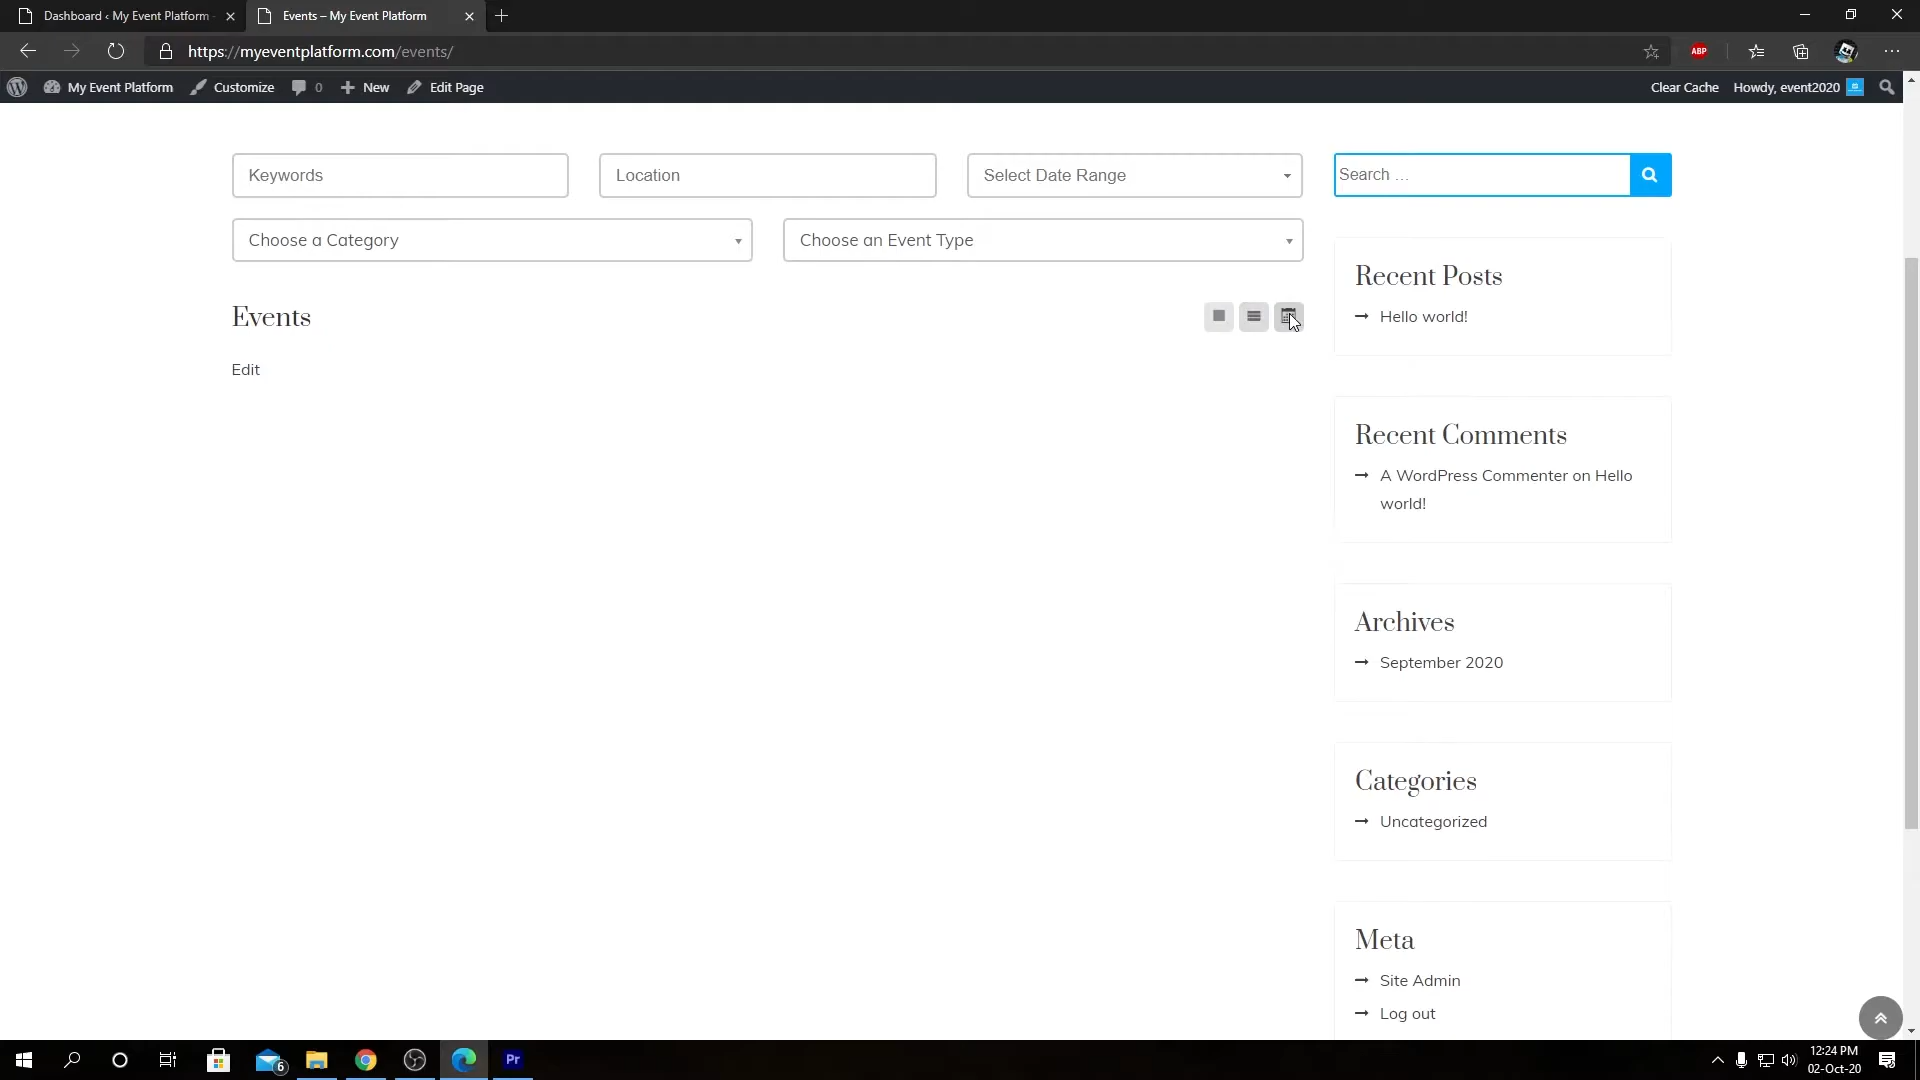 Dashboard ‹ My Event Platform
Events – My Event Platform
https://myeventplatform.com/events/
ABP
My Event Platform
Customize
0
New
Edit Page
Clear Cache
Howdy, event2020
Keywords
Location
Select Date Range
Search …
Choose a Category
Choose an Event Type
Events
Edit
Recent Posts
Hello world!
Recent Comments
A WordPress Commenter on Hello
world!
Archives
September 2020
Categories
Uncategorized
Meta
Site Admin
Log out
6
Pr
12:24 PM
02-Oct-20